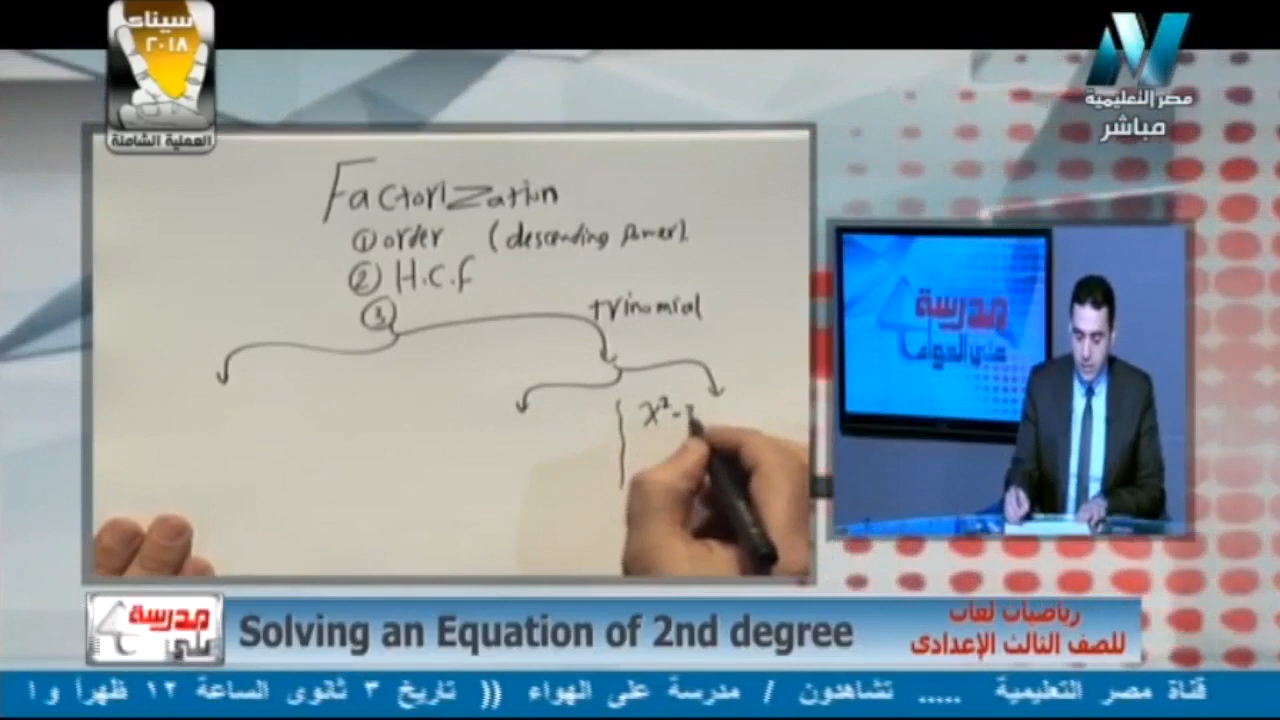 سيناء
٢٠١٨
العملية الشاملة
مصر التعليمية
مباشر
Factorization
① order (descending power).
② H.C.F
③
trinomial
x² -
مدرسة
على الهواء
مدرسة
على
Solving an Equation of 2nd degree
رياضيات لغات
للصف الثالث الإعدادى
قناة مصر التعليمية ..... تشاهدون / مدرسة على الهواء (( تاريخ ٣ ثانوى الساعة ١٢ ظهراً و ا